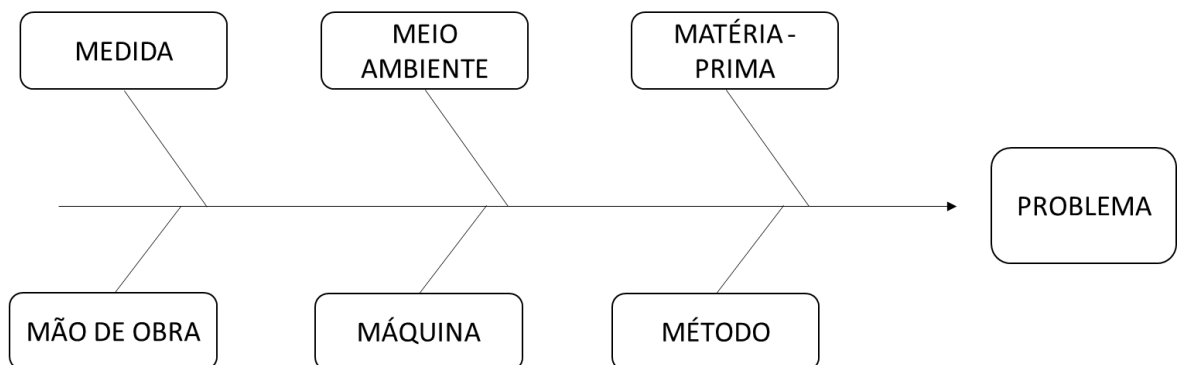 MEDIDA
MEIO
AMBIENTE
MATÉRIA -
PRIMA
PROBLEMA
MÃO DE OBRA
MÁQUINA
MÉTODO